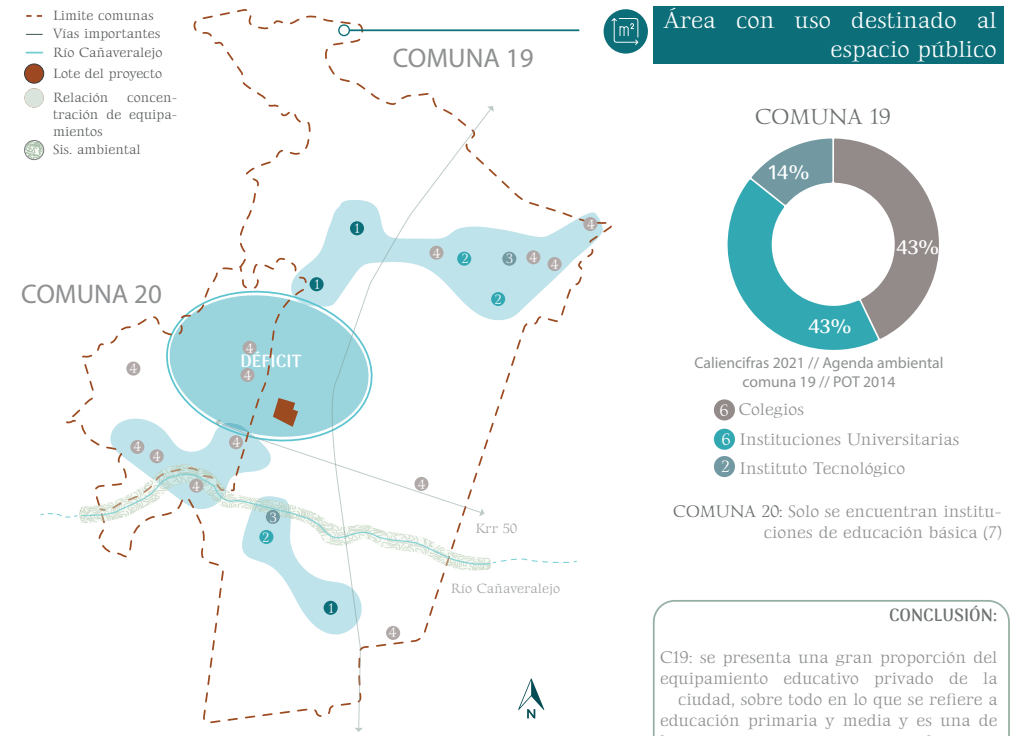 Limite comunas
Vías importantes
Río Cañaveralejo
Lote del proyecto
Relación concen-
tración de equipa-
mientos
Sis. ambiental
COMUNA 19
COMUNA 20
1
1
4
4
2
3
4
4
2
4
DÉFICIT
4
4
4
4
4
4
4
3
2
Krr 50
Río Cañaveralejo
1
4
N
m²
Área con uso destinado al
espacio público
COMUNA 19
14%
43%
43%
Caliencifras 2021 // Agenda ambiental
comuna 19 // POT 2014
6 Colegios
6 Instituciones Universitarias
2 Instituto Tecnológico
COMUNA 20: Solo se encuentran institu-
ciones de educación básica (7)
CONCLUSIÓN:
C19: se presenta una gran proporción del
equipamiento educativo privado de la
ciudad, sobre todo en lo que se refiere a
educación primaria y media y es una de